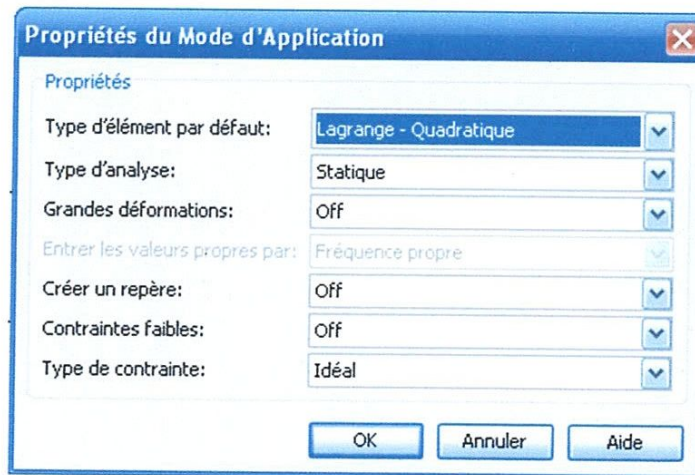 Propriétés du Mode d'Application
Propriétés
Type d'élément par défaut: Lagrange - Quadratique
Type d'analyse: Statique
Grandes déformations: Off
Entrer les valeurs propres par: Fréquence propre
Créer un repère: Off
Contraintes faibles: Off
Type de contrainte: Idéal
OK Annuler Aide